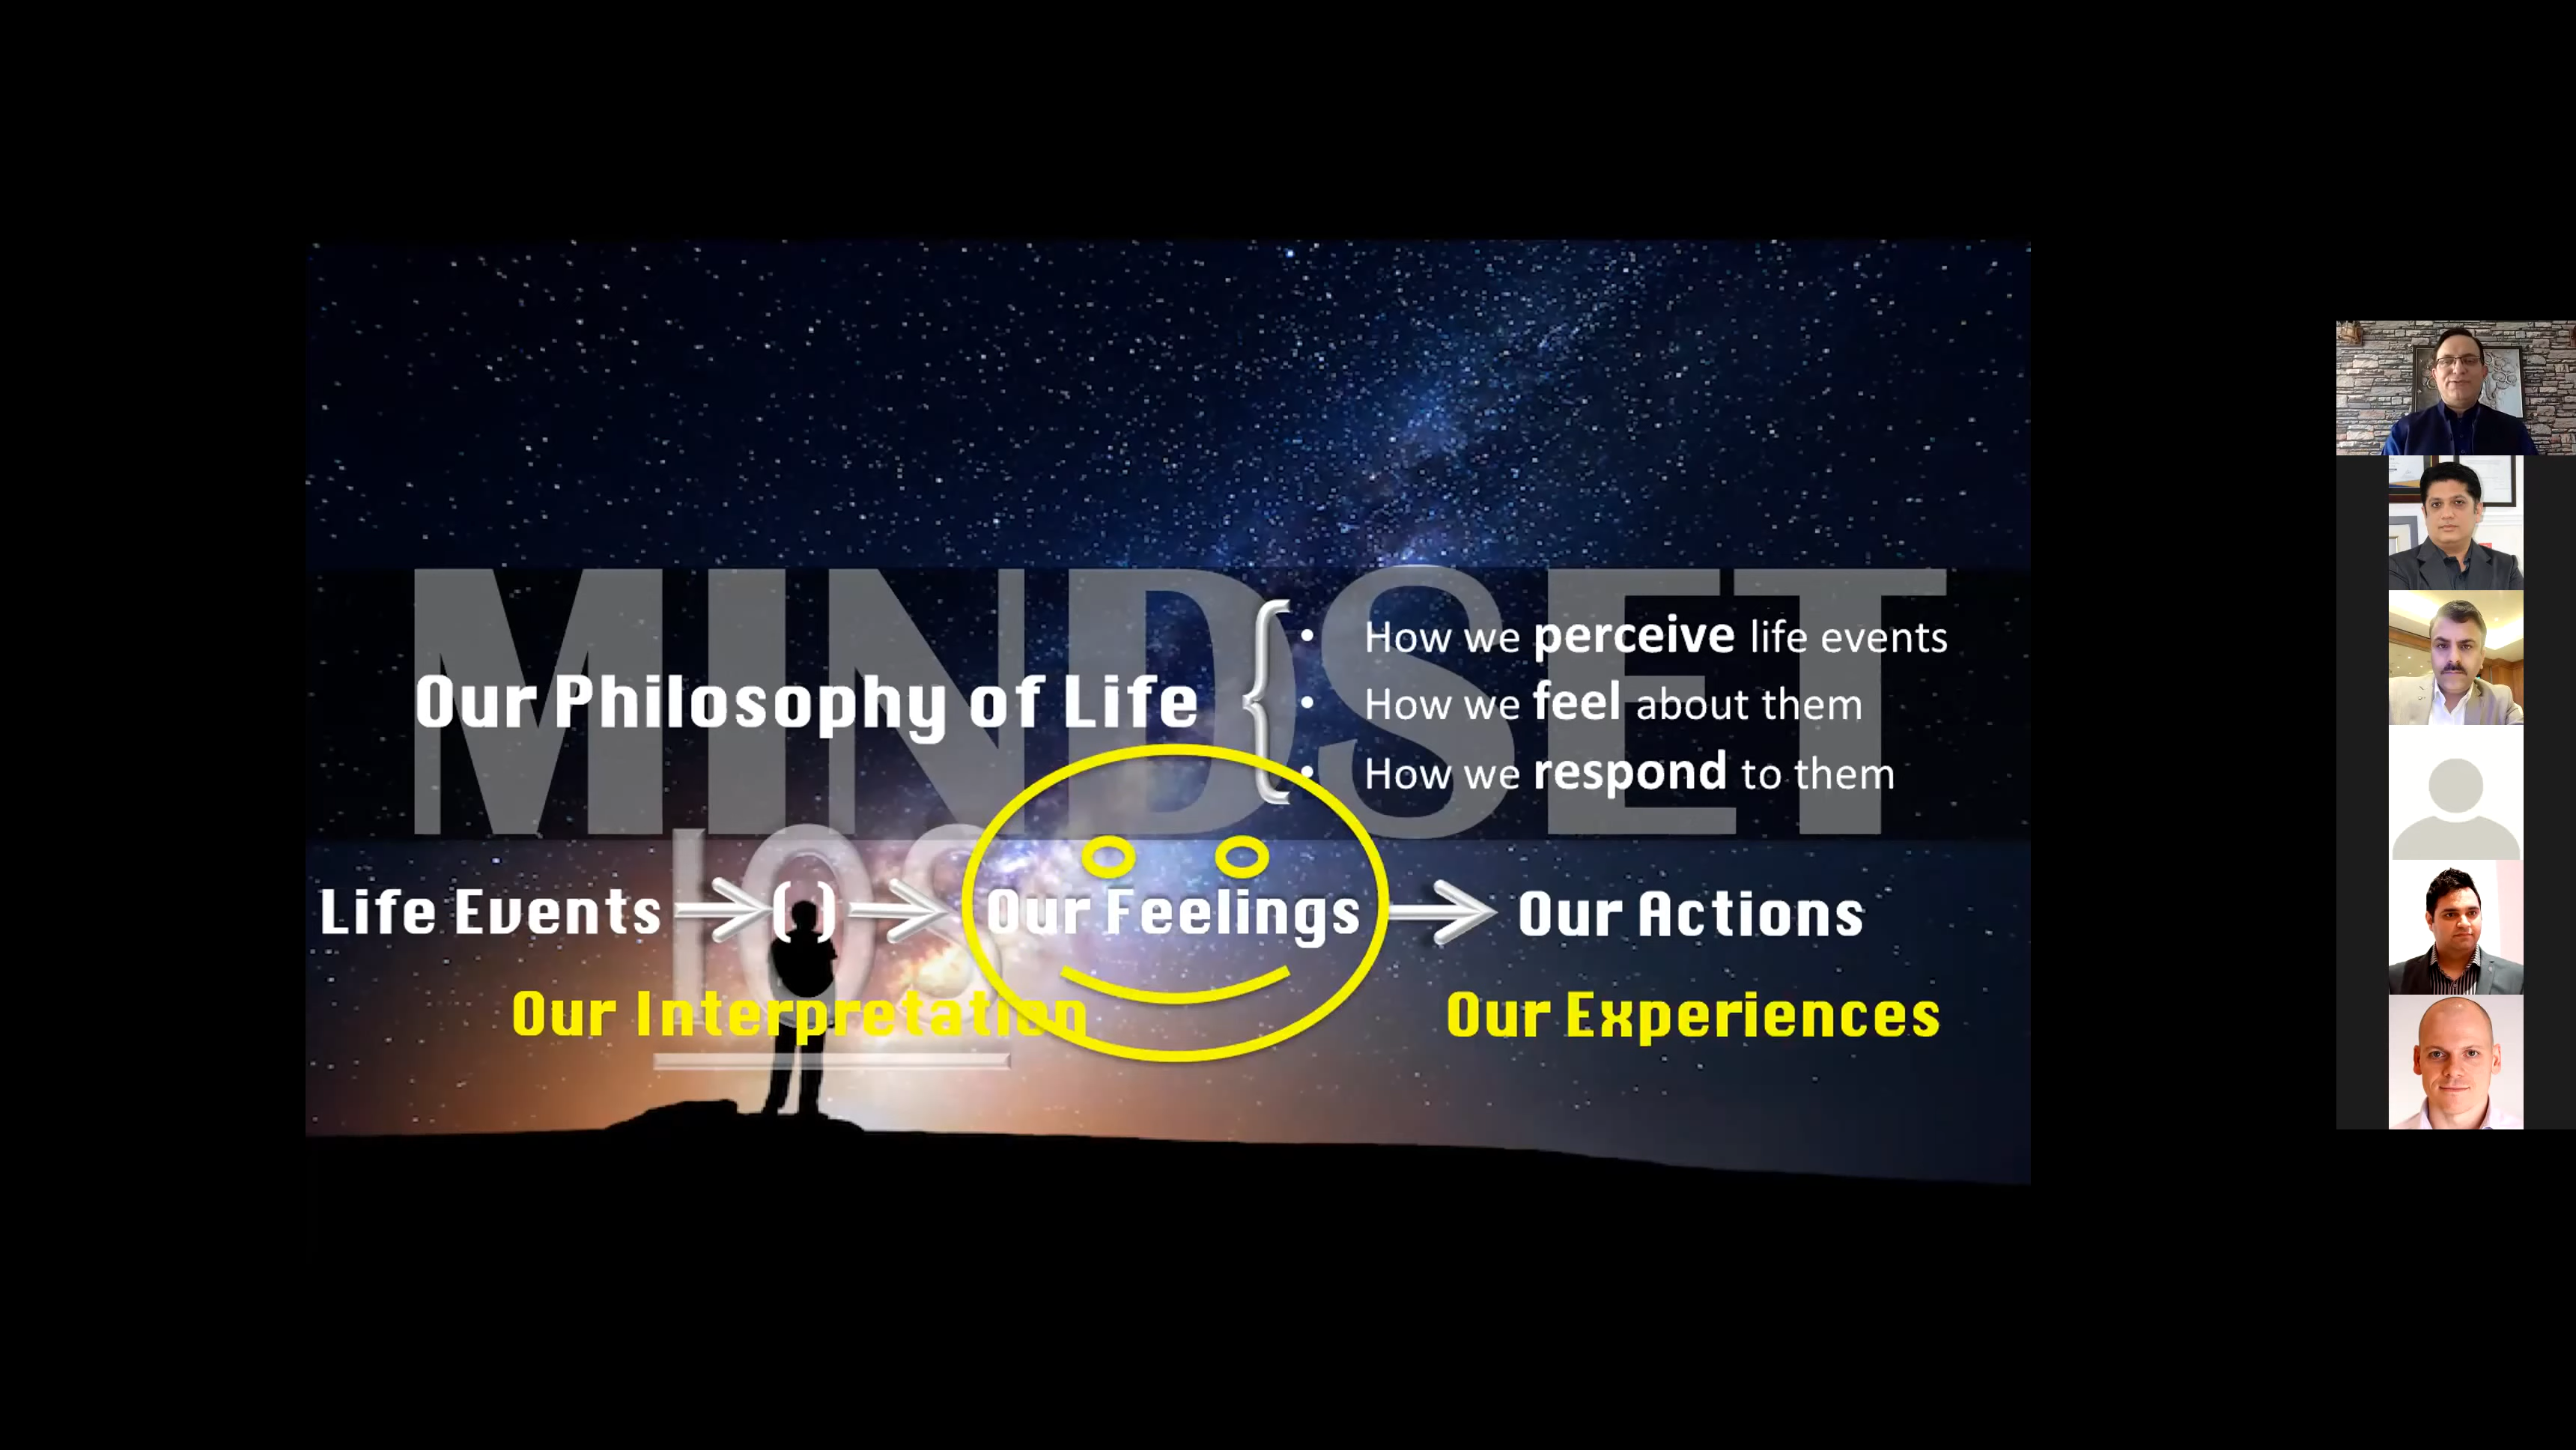 MINDSET
Our Philosophy of Life
• How we perceive life events
• How we feel about them
• How we respond to them
IOS
Life Events ( ) Our Feelings Our Actions
Our Interpretation Our Experiences